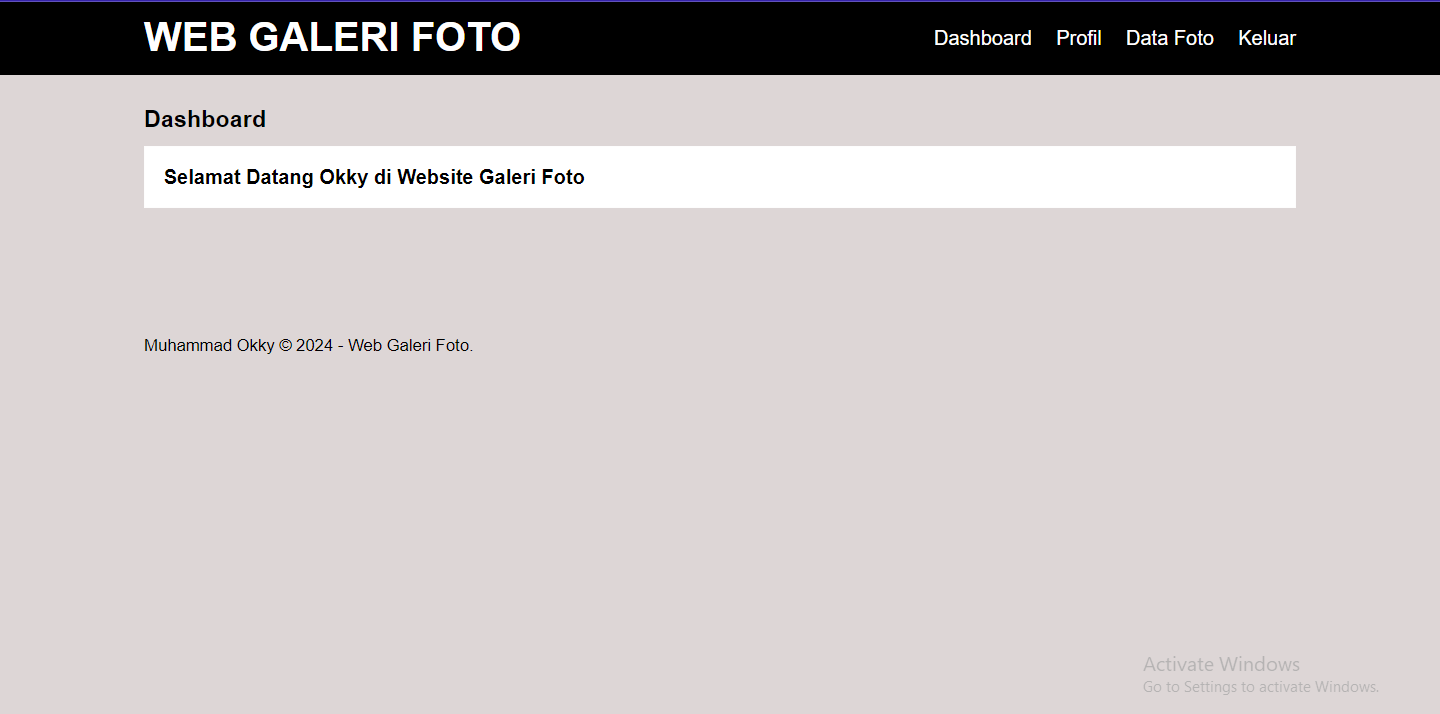 WEB GALERI FOTO
Dashboard Profil Data Foto Keluar
Dashboard
Selamat Datang Okky di Website Galeri Foto
Muhammad Okky © 2024 - Web Galeri Foto.
Activate Windows
Go to Settings to activate Windows.